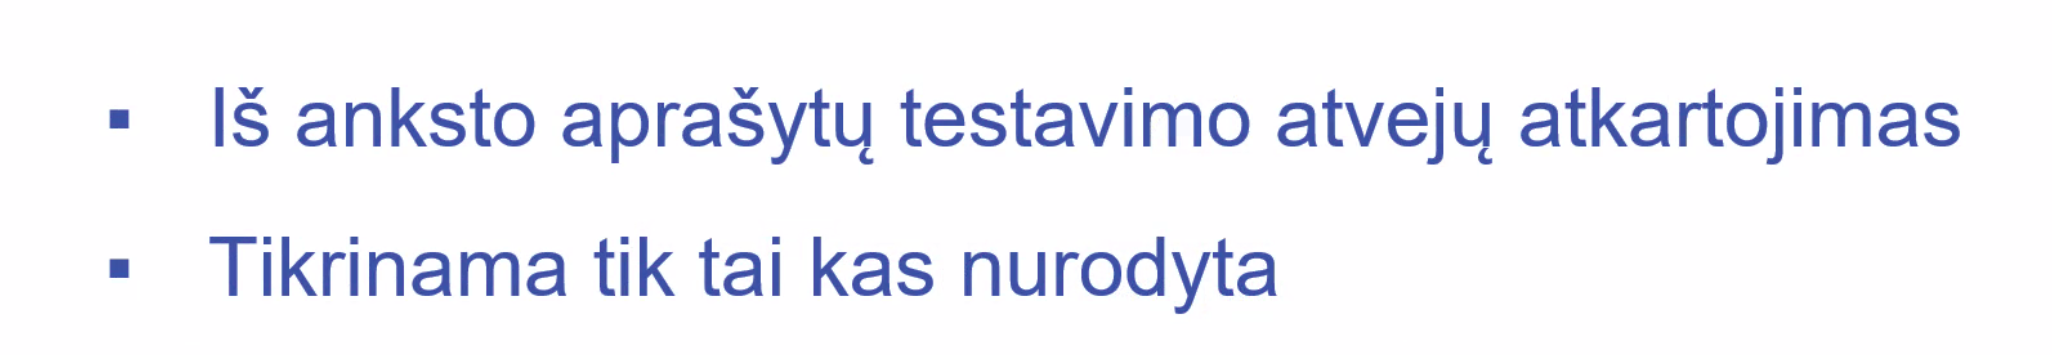 ▪ Iš anksto aprašytų testavimo atvejų atkartojimas
▪ Tikrinama tik tai kas nurodyta